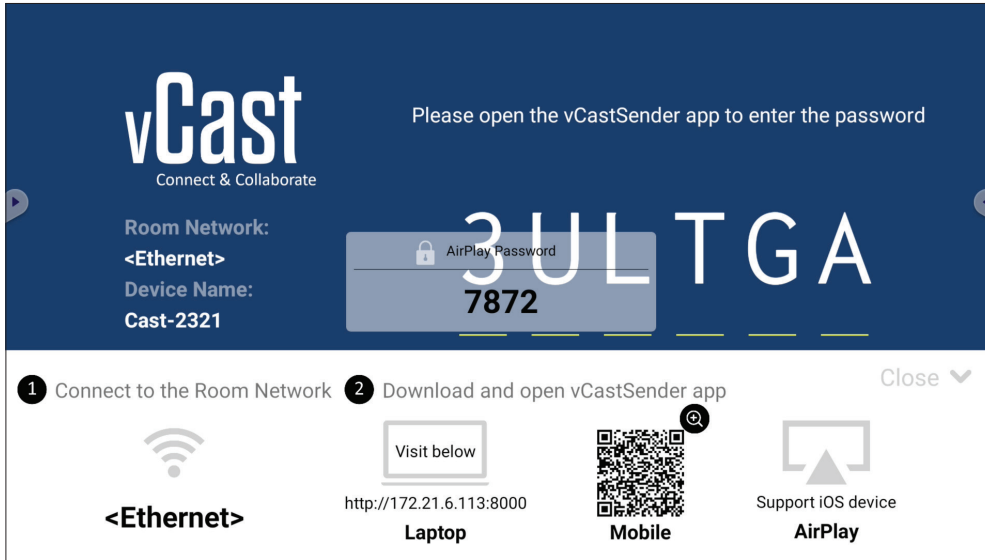 vCast
Connect & Collaborate
Please open the vCastSender app to enter the password
Room Network:
<Ethernet>
Device Name:
Cast-2321
3ULTGA
AirPlay Password
7872
1 Connect to the Room Network
2 Download and open vCastSender app
Close
<Ethernet>
Visit below
http://172.21.6.113:8000
Laptop
Mobile
Support iOS device
AirPlay